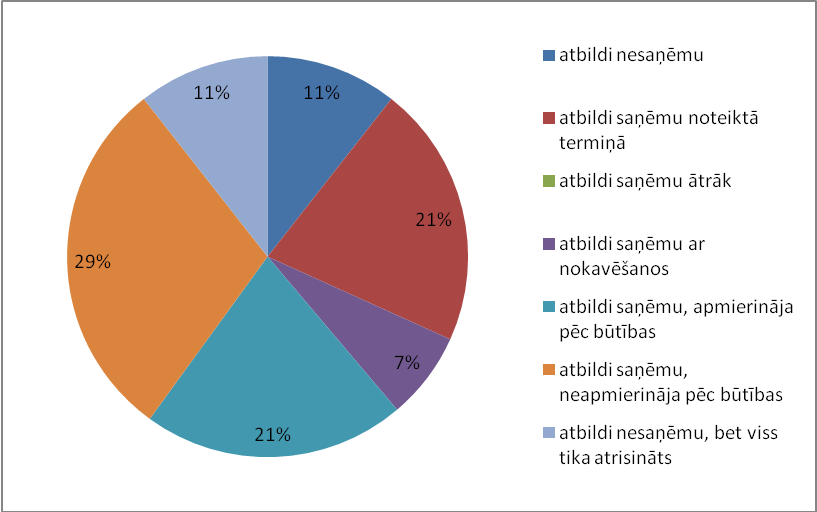 11%
11%
21%
7%
21%
29%
atbildi nesaņēmu
atbildi saņēmu noteiktā
termiņā
atbildi saņēmu ātrāk
atbildi saņēmu ar
nokavēšanos
atbildi saņēmu, apmierināja
pēc būtības
atbildi saņēmu,
neapmierināja pēc būtības
atbildi nesaņēmu, bet viss
tika atrisināts